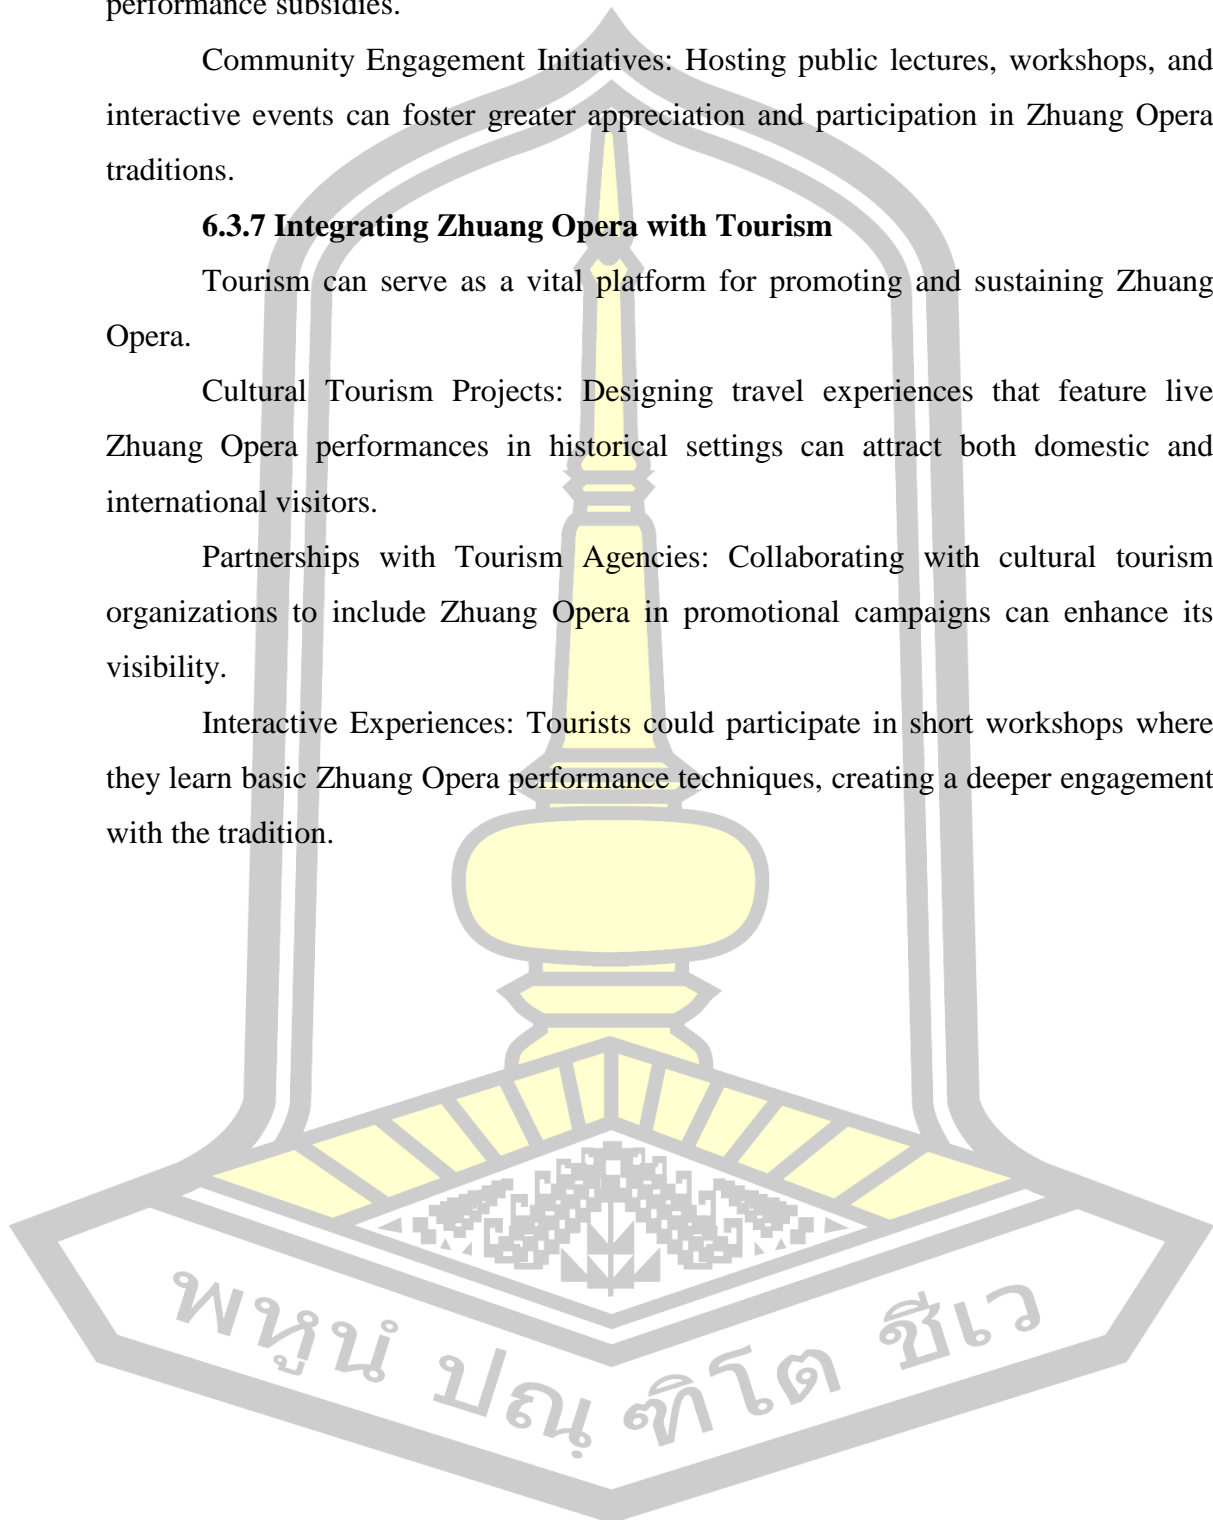 performance subsidies.
Community Engagement Initiatives: Hosting public lectures, workshops, and
interactive events can foster greater appreciation and participation in Zhuang Opera
traditions.
6.3.7 Integrating Zhuang Opera with Tourism
Tourism can serve as a vital platform for promoting and sustaining Zhuang
Opera.
Cultural Tourism Projects: Designing travel experiences that feature live
Zhuang Opera performances in historical settings can attract both domestic and
international visitors.
Partnerships with Tourism Agencies: Collaborating with cultural tourism
organizations to include Zhuang Opera in promotional campaigns can enhance its
visibility.
Interactive Experiences: Tourists could participate in short workshops where
they learn basic Zhuang Opera performance techniques, creating a deeper engagement
with the tradition.
พหูนํ ปณฺฑิโต ชีเว